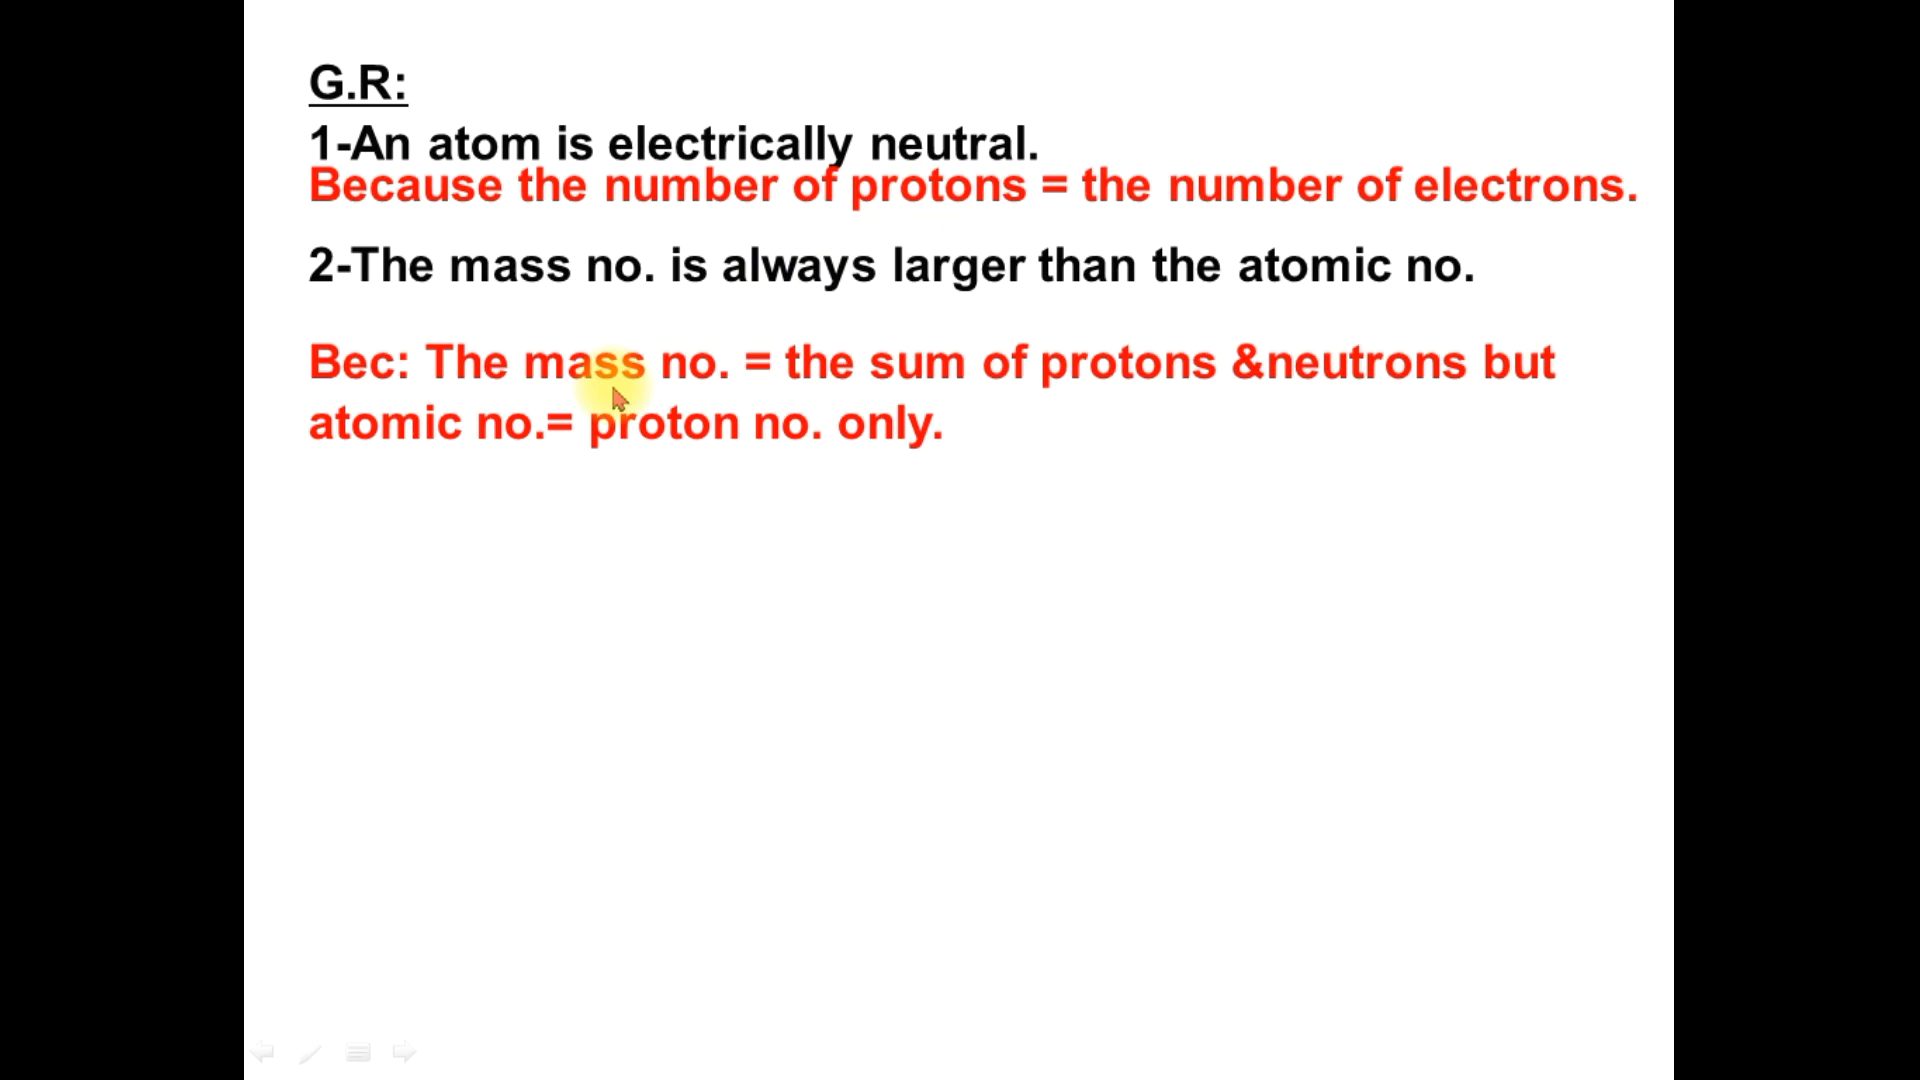 G.R:
1-An atom is electrically neutral.
Because the number of protons = the number of electrons.
2-The mass no. is always larger than the atomic no.
Bec: The mass no. = the sum of protons &neutrons but
atomic no.= proton no. only.